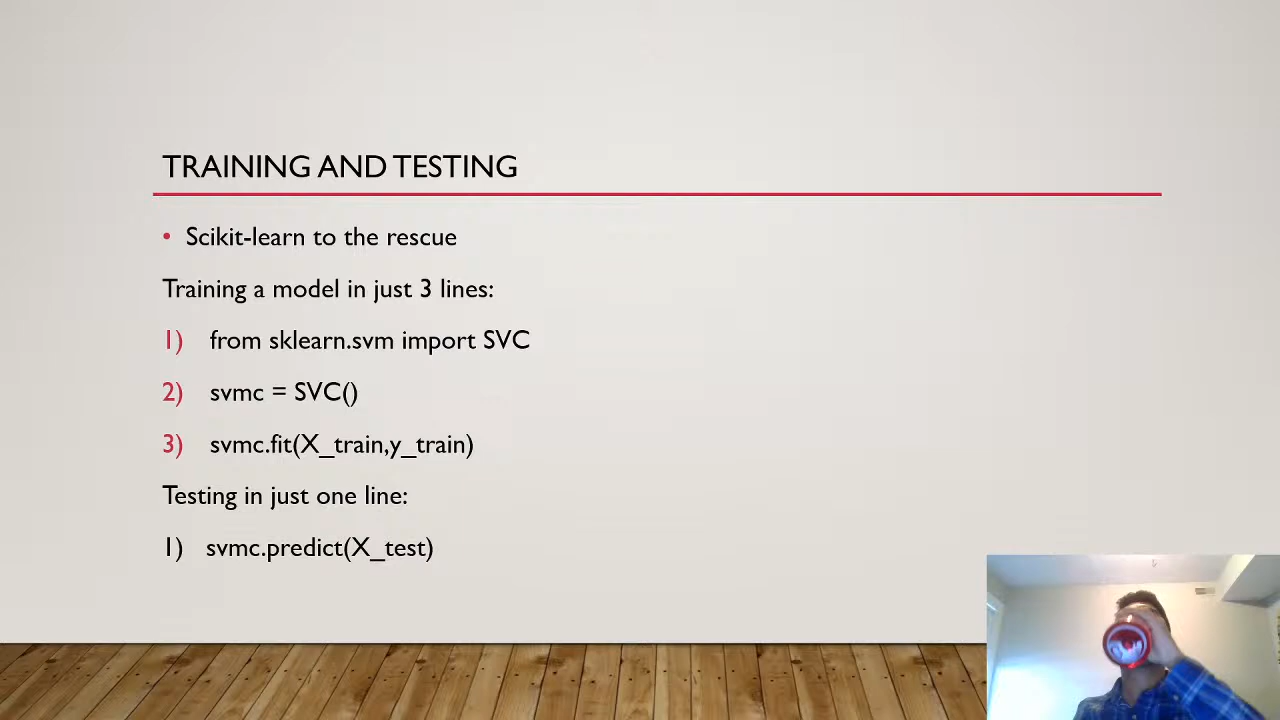 TRAINING AND TESTING
• Scikit-learn to the rescue
Training a model in just 3 lines:
1) from sklearn.svm import SVC
2) svmc = SVC()
3) svmc.fit(X_train,y_train)
Testing in just one line:
1) svmc.predict(X_test)